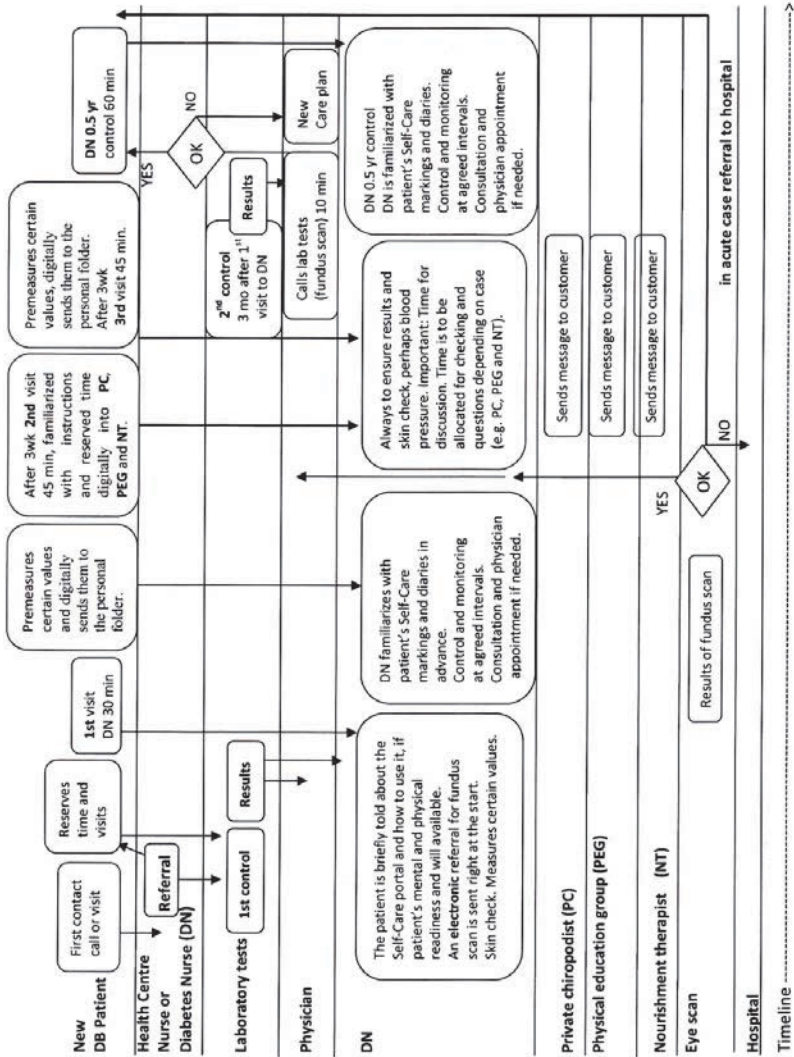 New
DB Patient
First contact
call or visit
Reserves
time and
visits
1st visit
DN 30 min
Premeasures
certain values
and digitally
sends them to
the personal
folder.
After 3wk 2nd visit
45 min, familiarized
with instructions
and reserved time
digitally into PC,
PEG and NT.
Premeasures certain
values, digitally
sends them to the
personal folder.
After 3wk
3rd visit 45 min.
DN 0.5 yr
control 60 min
Health Centre
Nurse or
Diabetes Nurse (DN)
Referral
YES
OK
NO
Laboratory tests
1st control
Results
2nd control
3 mo after 1st
visit to DN
Results
Physician
Calls lab tests
(fundus scan) 10 min
New
Care plan
DN
The patient is briefly told about the
Self-Care portal and how to use it, if
patient's mental and physical
readiness and will available.
An electronic referral for fundus
scan is sent right at the start.
Skin check. Measures certain values.
DN familiarizes with
patient's Self-Care
markings and diaries in
advance.
Control and monitoring
at agreed intervals.
Consultation and physician
appointment if needed.
Always to ensure results and
skin check, perhaps blood
pressure. Important: Time for
discussion. Time is to be
allocated for checking and
questions depending on case
(e.g. PC, PEG and NT).
DN 0.5 yr control
DN is familiarized with
patient's Self-Care
markings and diaries.
Control and monitoring
at agreed intervals.
Consultation and
physician appointment
if needed.
Private chiropodist (PC)
Sends message to customer
Physical education group (PEG)
Sends message to customer
Nourishment therapist (NT)
Sends message to customer
Eye scan
Results of fundus scan
YES
OK
NO
in acute case referral to hospital
Hospital
Timeline